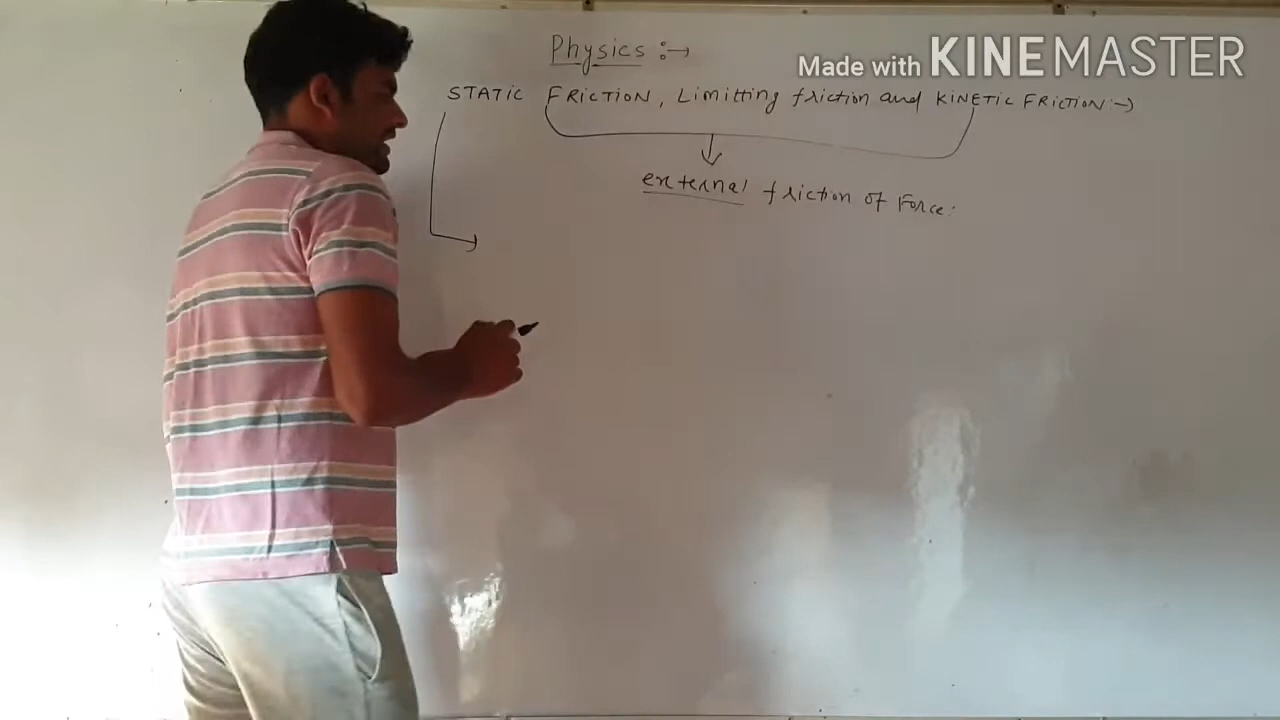 Physics :→
Made with KINEMASTER
STATIC FRICTION, Limitting friction and KINETIC FRICTION:→
external friction of Force: